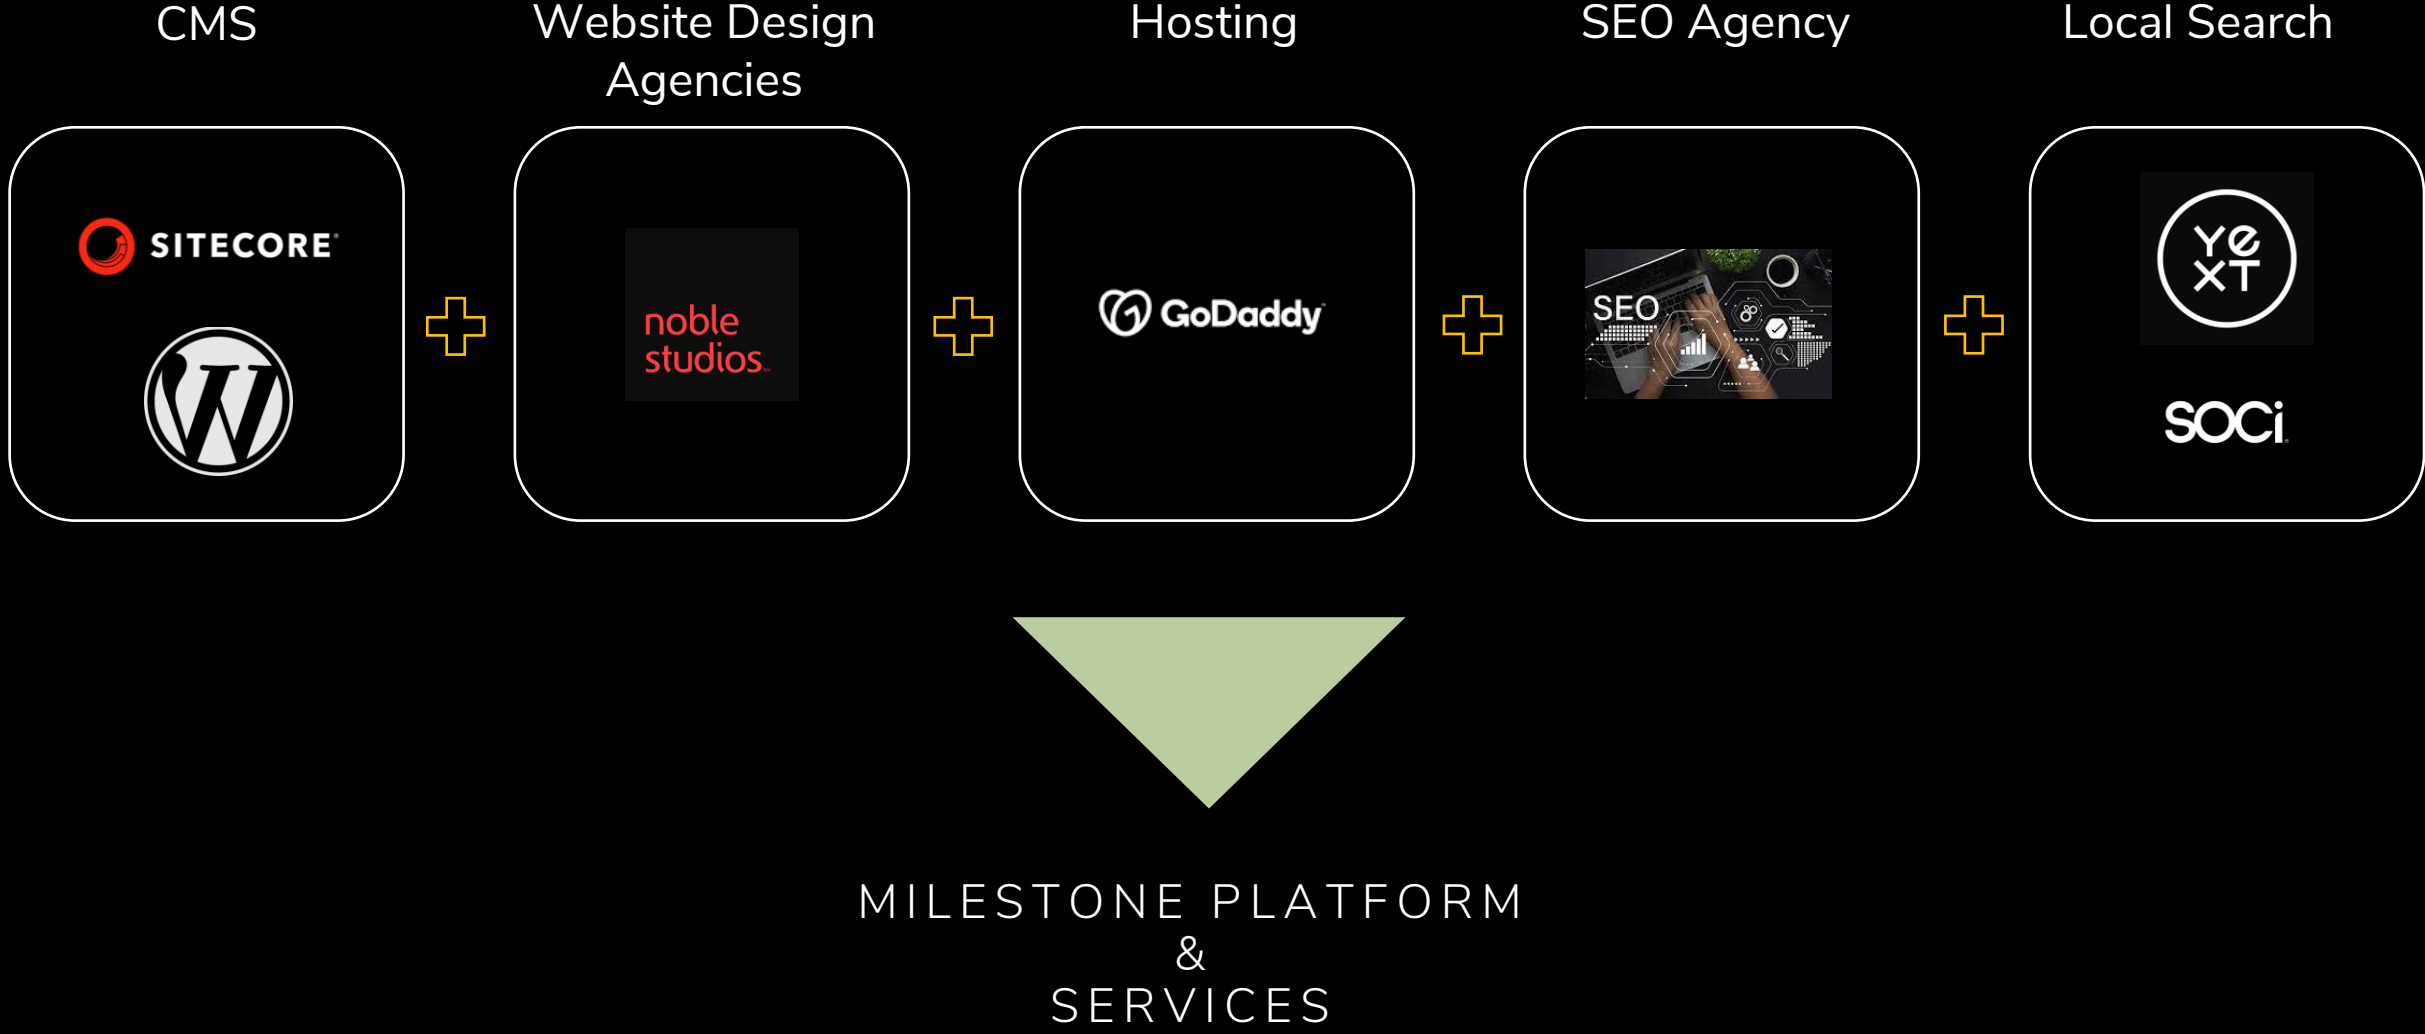 CMS
Website Design
Agencies
Hosting
SEO Agency
Local Search
SITECORE
W
noble
studios
GoDaddy
SEO
Ye
XT
SOCi
MILESTONE PLATFORM
&
SERVICES